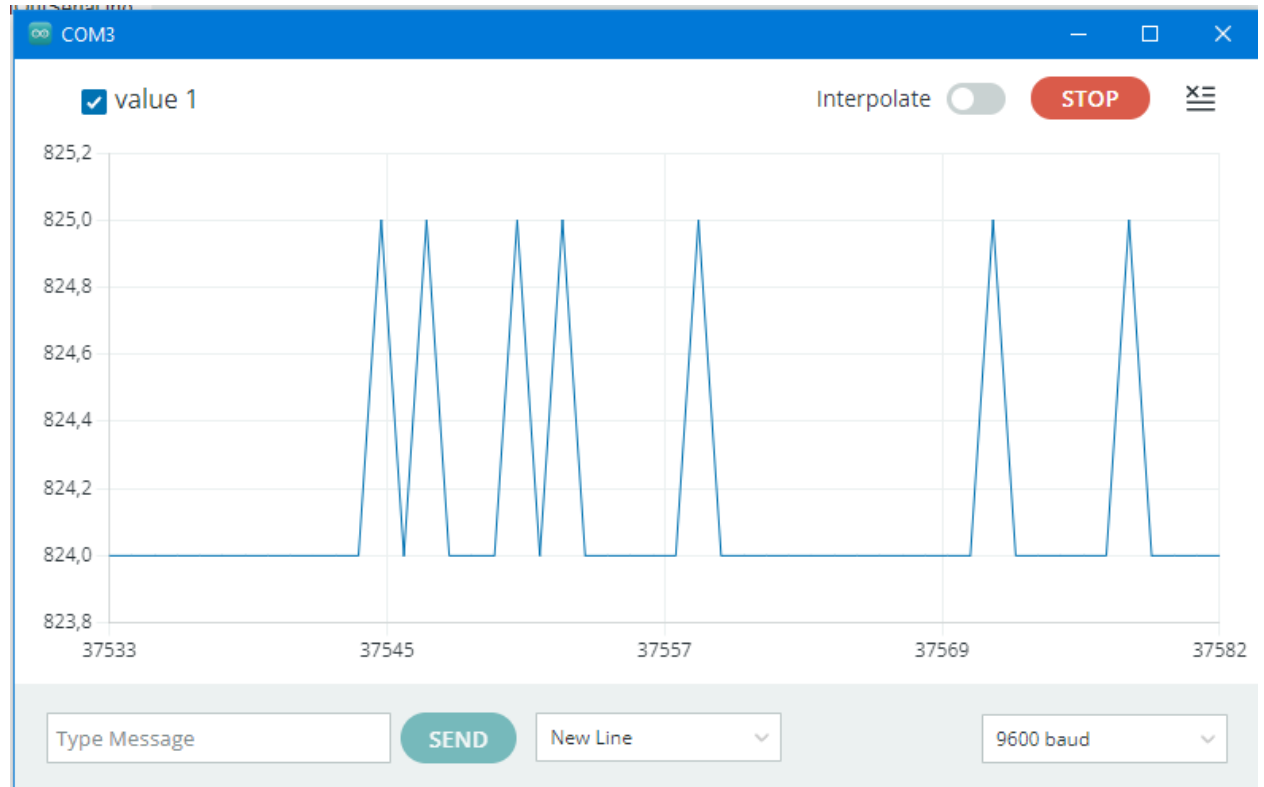 COM3
value 1
Interpolate
STOP
825,2
825,0
824,8
824,6
824,4
824,2
824,0
823,8
37533 37545 37557 37569 37582
Type Message SEND New Line 9600 baud